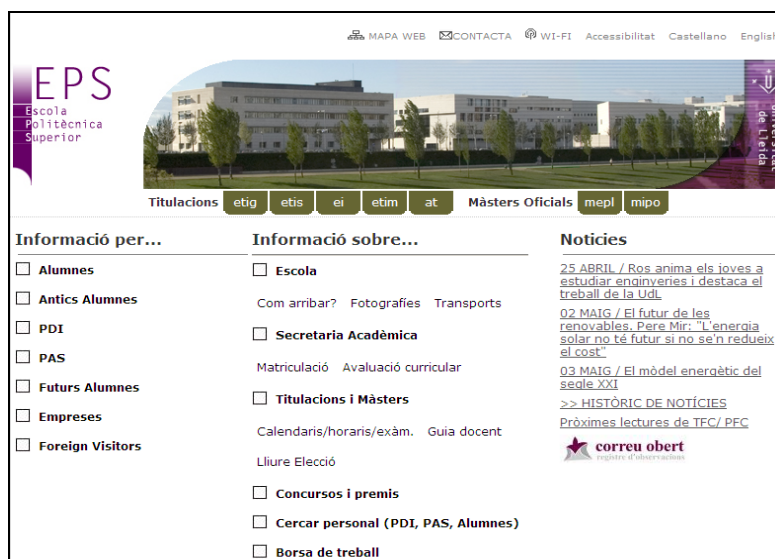 MAPA WEB CONTACTA WI-FI Accessibilitat Castellano English
EPS
Escola
Politècnica
Superior
de Lleida
Titulacions etig etis ei etim at Màsters Oficials mepl mipo
Informació per...
Alumnes
Antics Alumnes
PDI
PAS
Futurs Alumnes
Empreses
Foreign Visitors
Informació sobre...
Escola
Com arribar? Fotografíes Transports
Secretaria Acadèmica
Matriculació Avaluació curricular
Titulacions i Màsters
Calendaris/horaris/exàm. Guia docent
Lliure Elecció
Concursos i premis
Cercar personal (PDI, PAS, Alumnes)
Borsa de treball
Noticies
25 ABRIL / Ros anima els joves a
estudiar enginveries i destaca el
treball de la UdL
02 MAIG / El futur de les
renovables. Pere Mir: "L'energia
solar no té futur si no se'n redueix
el cost"
03 MAIG / El mòdel energètic del
segle XXI
>> HISTÒRIC DE NOTÍCIES
Pròximes lectures de TFC/ PFC
correu obert
registre d'observacions